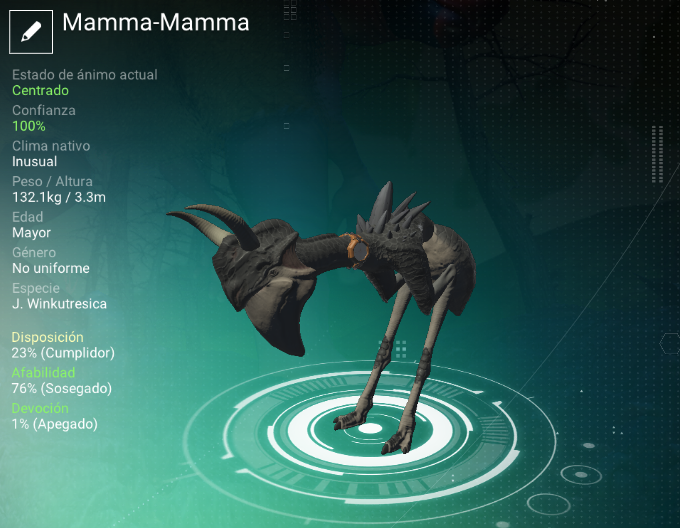 Mamma-Mamma
Estado de ánimo actual
Centrado
Confianza
100%
Clima nativo
Inusual
Peso / Altura
132.1kg / 3.3m
Edad
Mayor
Género
No uniforme
Especie
J. Winkutresica
Disposición
23% (Cumplidor)
Afabilidad
76% (Sosegado)
Devoción
1% (Apegado)